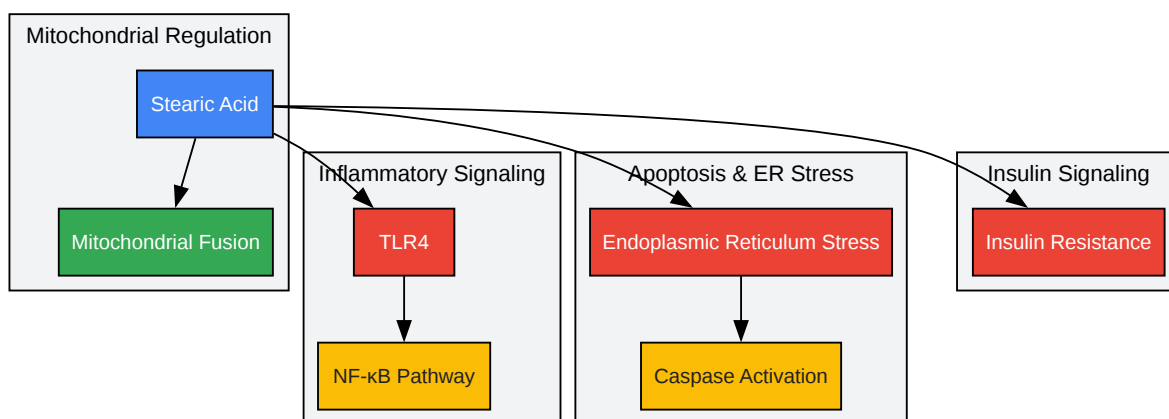 Mitochondrial Regulation
Stearic Acid
Mitochondrial Fusion
Inflammatory Signaling
TLR4
NF-κB Pathway
Apoptosis & ER Stress
Endoplasmic Reticulum Stress
Caspase Activation
Insulin Signaling
Insulin Resistance